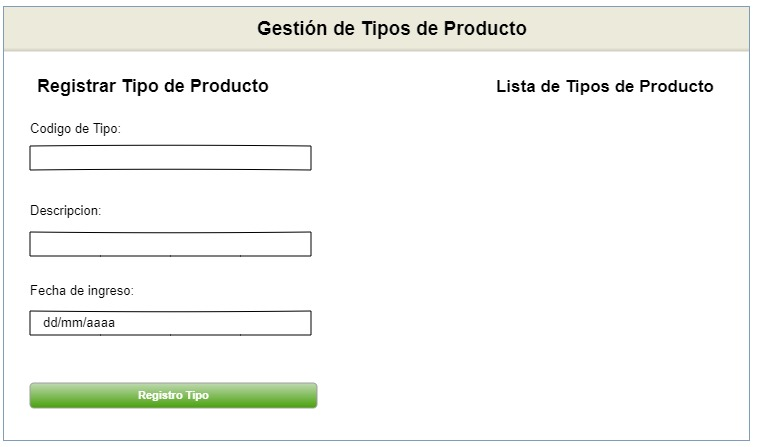 Gestión de Tipos de Producto
Registrar Tipo de Producto
Lista de Tipos de Producto
Codigo de Tipo:
Descripcion:
Fecha de ingreso:
dd/mm/aaaa
Registro Tipo